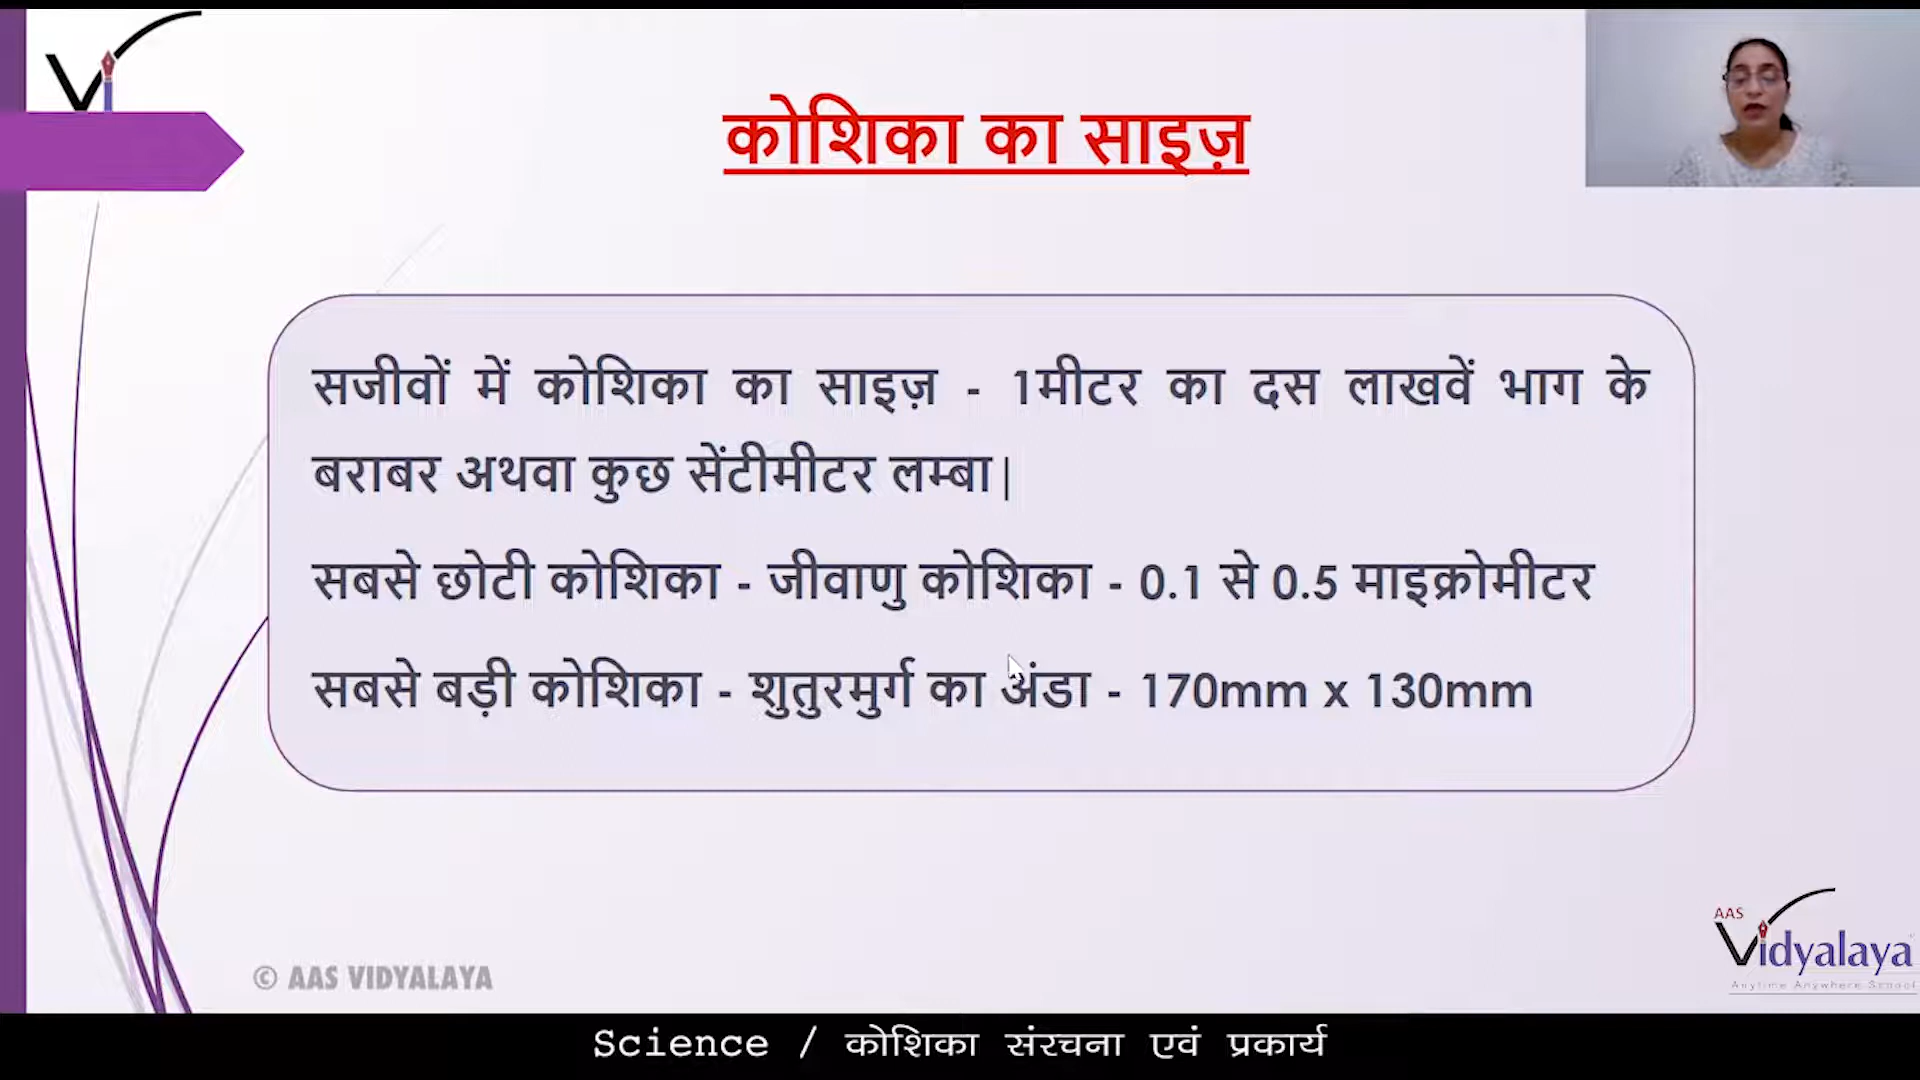 कोशिका का साइज़
सजीवों में कोशिका का साइज़ - 1मीटर का दस लाखवें भाग के
बराबर अथवा कुछ सेंटीमीटर लम्बा|
सबसे छोटी कोशिका - जीवाणु कोशिका - 0.1 से 0.5 माइक्रोमीटर
सबसे बड़ी कोशिका - शुतुरमुर्ग का अंडा - 170mm x 130mm
AAS
Vidyalaya
Anytime Anywhere School
© AAS VIDYALAYA
Science / कोशिका संरचना एवं प्रकार्य